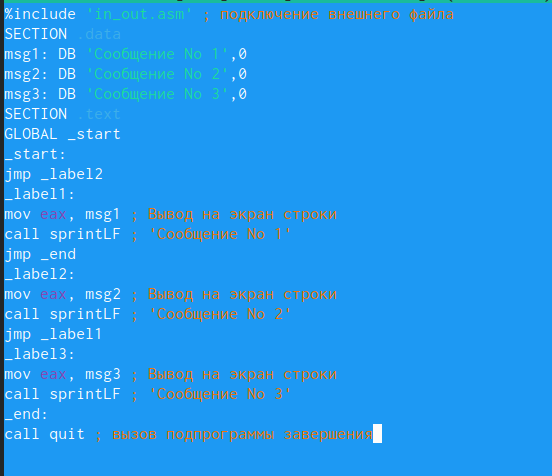 %include 'in_out.asm' ; подключение внешнего файла
SECTION .data
msg1: DB 'Сообщение No 1',0
msg2: DB 'Сообщение No 2',0
msg3: DB 'Сообщение No 3',0
SECTION .text
GLOBAL _start
_start:
jmp _label2
_label1:
mov eax, msg1 ; Вывод на экран строки
call sprintLF ; 'Сообщение No 1'
jmp _end
_label2:
mov eax, msg2 ; Вывод на экран строки
call sprintLF ; 'Сообщение No 2'
jmp _label1
_label3:
mov eax, msg3 ; Вывод на экран строки
call sprintLF ; 'Сообщение No 3'
_end:
call quit ; вызов подпрограммы завершения